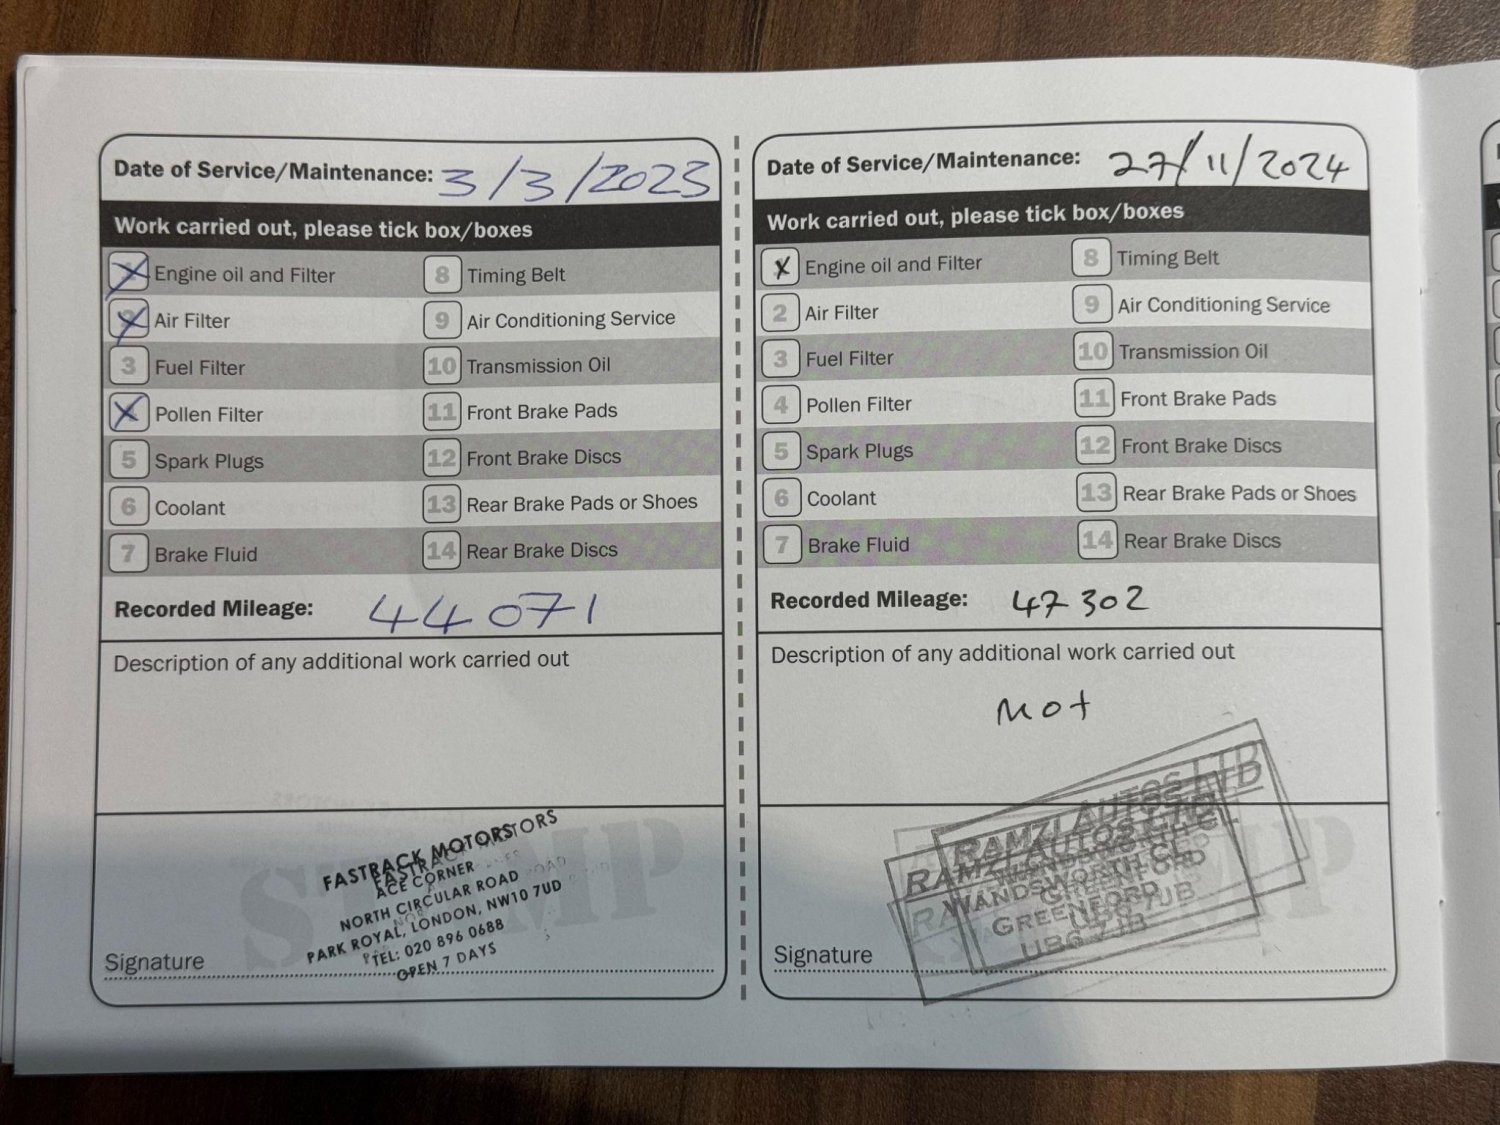 Date of Service/Maintenance: 3/3/2023
Work carried out, please tick box/boxes
X Engine oil and Filter
X Air Filter
3 Fuel Filter
X Pollen Filter
5 Spark Plugs
6 Coolant
7 Brake Fluid
8 Timing Belt
9 Air Conditioning Service
10 Transmission Oil
11 Front Brake Pads
12 Front Brake Discs
13 Rear Brake Pads or Shoes
14 Rear Brake Discs
Recorded Mileage: 44071
Description of any additional work carried out
STAMP
FASTRACK MOTORS
ACE CORNER
NORTH CIRCULAR ROAD
PARK ROYAL, LONDON, NW10 7UD
TEL: 020 896 0688
OPEN 7 DAYS
Signature
Date of Service/Maintenance: 27/11/2024
Work carried out, please tick box/boxes
X Engine oil and Filter
2 Air Filter
3 Fuel Filter
4 Pollen Filter
5 Spark Plugs
6 Coolant
7 Brake Fluid
8 Timing Belt
9 Air Conditioning Service
10 Transmission Oil
11 Front Brake Pads
12 Front Brake Discs
13 Rear Brake Pads or Shoes
14 Rear Brake Discs
Recorded Mileage: 47302
Description of any additional work carried out
Mot
RAMZI AUTOS LTD
WANDSWORTH
GREENFORD
UB6 7JB
Signature